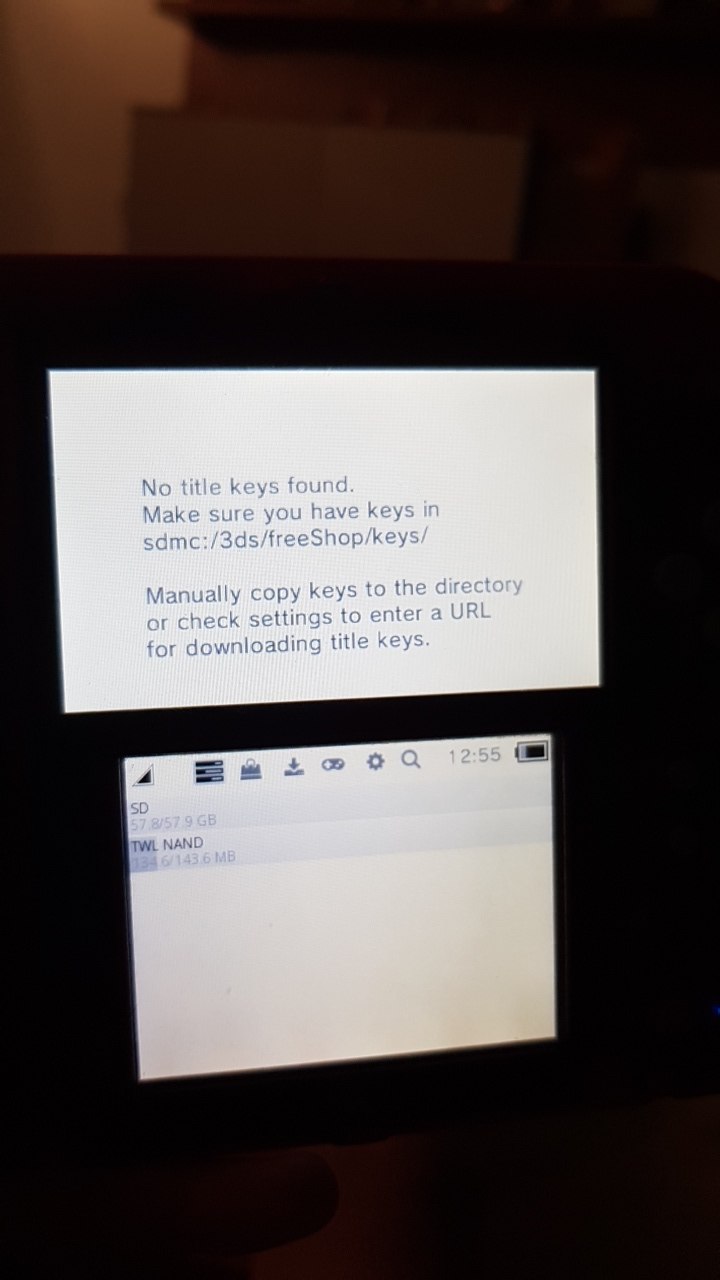 No title keys found.
Make sure you have keys in
sdmc:/3ds/freeShop/keys/
Manually copy keys to the directory
or check settings to enter a URL
for downloading title keys.
12:55
SD
57.8/57.9 GB
TWL NAND
134.6/143.6 MB